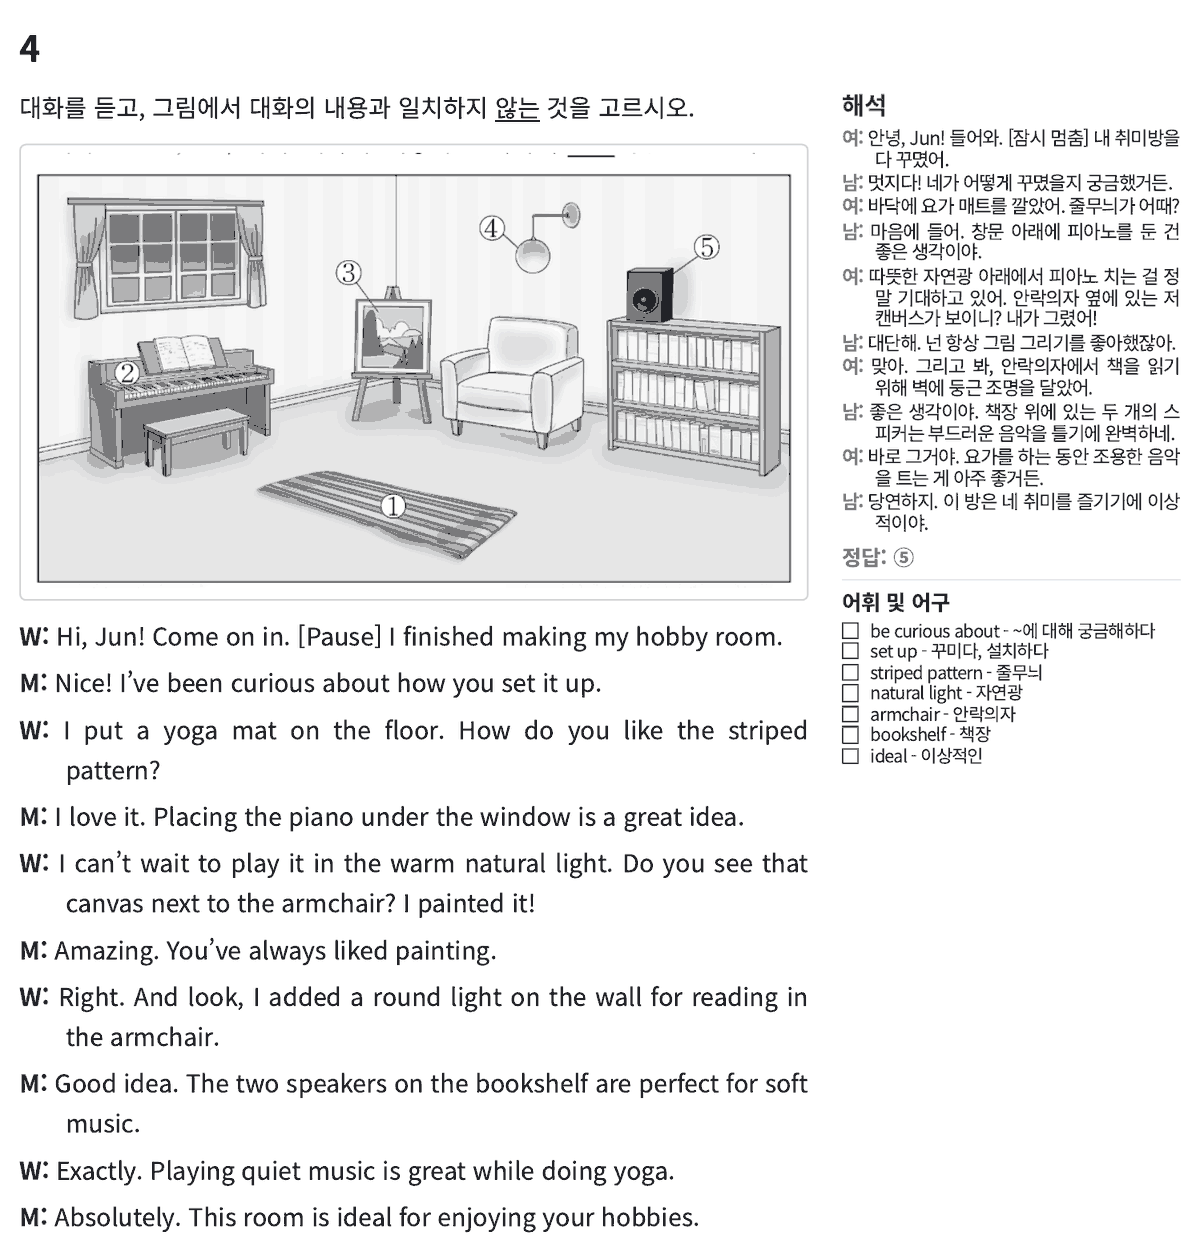 4
대화를 듣고, 그림에서 대화의 내용과 일치하지 않는 것을 고르시오.
①
②
③
④
⑤
W: Hi, Jun! Come on in. [Pause] I finished making my hobby room.
M: Nice! I've been curious about how you set it up.
W: I put a yoga mat on the floor. How do you like the striped
pattern?
M: I love it. Placing the piano under the window is a great idea.
W: I can't wait to play it in the warm natural light. Do you see that
canvas next to the armchair? I painted it!
M: Amazing. You've always liked painting.
W: Right. And look, I added a round light on the wall for reading in
the armchair.
M: Good idea. The two speakers on the bookshelf are perfect for soft
music.
W: Exactly. Playing quiet music is great while doing yoga.
M: Absolutely. This room is ideal for enjoying your hobbies.
해석
여: 안녕, Jun! 들어와. [잠시 멈춤] 내 취미방을
다 꾸몄어.
남: 멋지다! 네가 어떻게 꾸몄을지 궁금했거든.
여: 바닥에 요가 매트를 깔았어. 줄무늬가 어때?
남: 마음에 들어. 창문 아래에 피아노를 둔 건
좋은 생각이야.
여: 따뜻한 자연광 아래에서 피아노 치는 걸 정
말 기대하고 있어. 안락의자 옆에 있는 저
캔버스가 보이니? 내가 그렸어!
남: 대단해. 넌 항상 그림 그리기를 좋아했잖아.
여: 맞아. 그리고 봐, 안락의자에서 책을 읽기
위해 벽에 둥근 조명을 달았어.
남: 좋은 생각이야. 책장 위에 있는 두 개의 스
피커는 부드러운 음악을 틀기에 완벽하네.
여: 바로 그거야. 요가를 하는 동안 조용한 음악
을 트는 게 아주 좋거든.
남: 당연하지. 이 방은 네 취미를 즐기기에 이상
적이야.
정답: ⑤
어휘 및 어구
be curious about - ~에 대해 궁금해하다
set up - 꾸미다, 설치하다
striped pattern - 줄무늬
natural light - 자연광
armchair - 안락의자
bookshelf - 책장
ideal - 이상적인